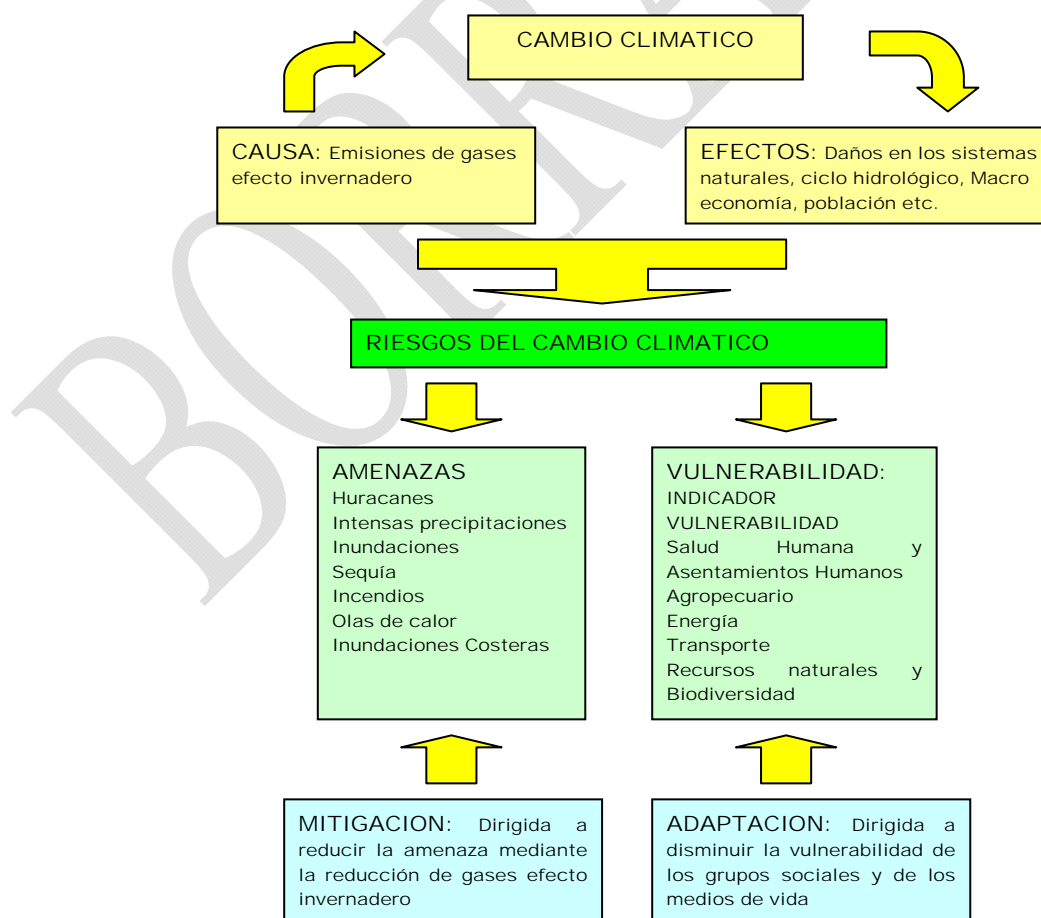 CAMBIO CLIMATICO
CAUSA: Emisiones de gases
efecto invernadero
EFECTOS: Daños en los sistemas
naturales, ciclo hidrológico, Macro
economía, población etc.
RIESGOS DEL CAMBIO CLIMATICO
AMENAZAS
Huracanes
Intensas precipitaciones
Inundaciones
Sequía
Incendios
Olas de calor
Inundaciones Costeras
VULNERABILIDAD:
INDICADOR
VULNERABILIDAD
Salud Humana y
Asentamientos Humanos
Agropecuario
Energía
Transporte
Recursos naturales y
Biodiversidad
MITIGACION: Dirigida a
reducir la amenaza mediante
la reducción de gases efecto
invernadero
ADAPTACION: Dirigida a
disminuir la vulnerabilidad de
los grupos sociales y de los
medios de vida